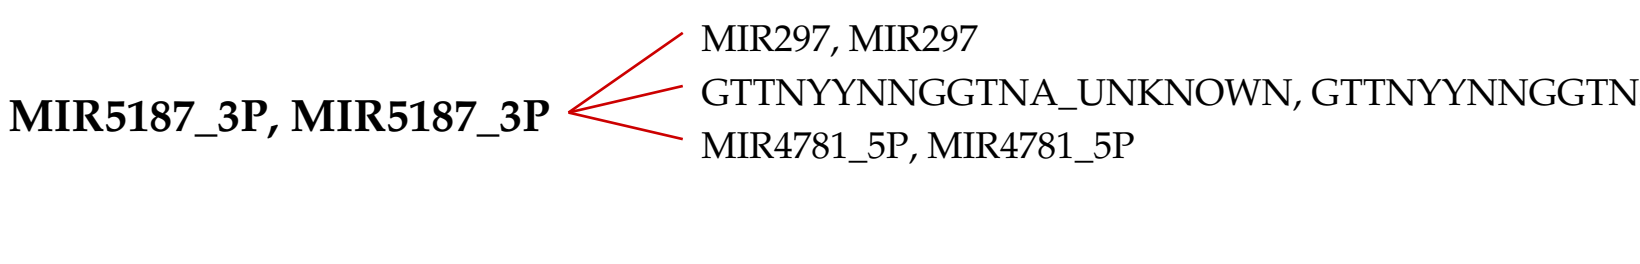 MIR5187_3P, MIR5187_3P
MIR297, MIR297
GTTNYYNNGGTNA_UNKNOWN, GTTNYYNNGGTN
MIR4781_5P, MIR4781_5P